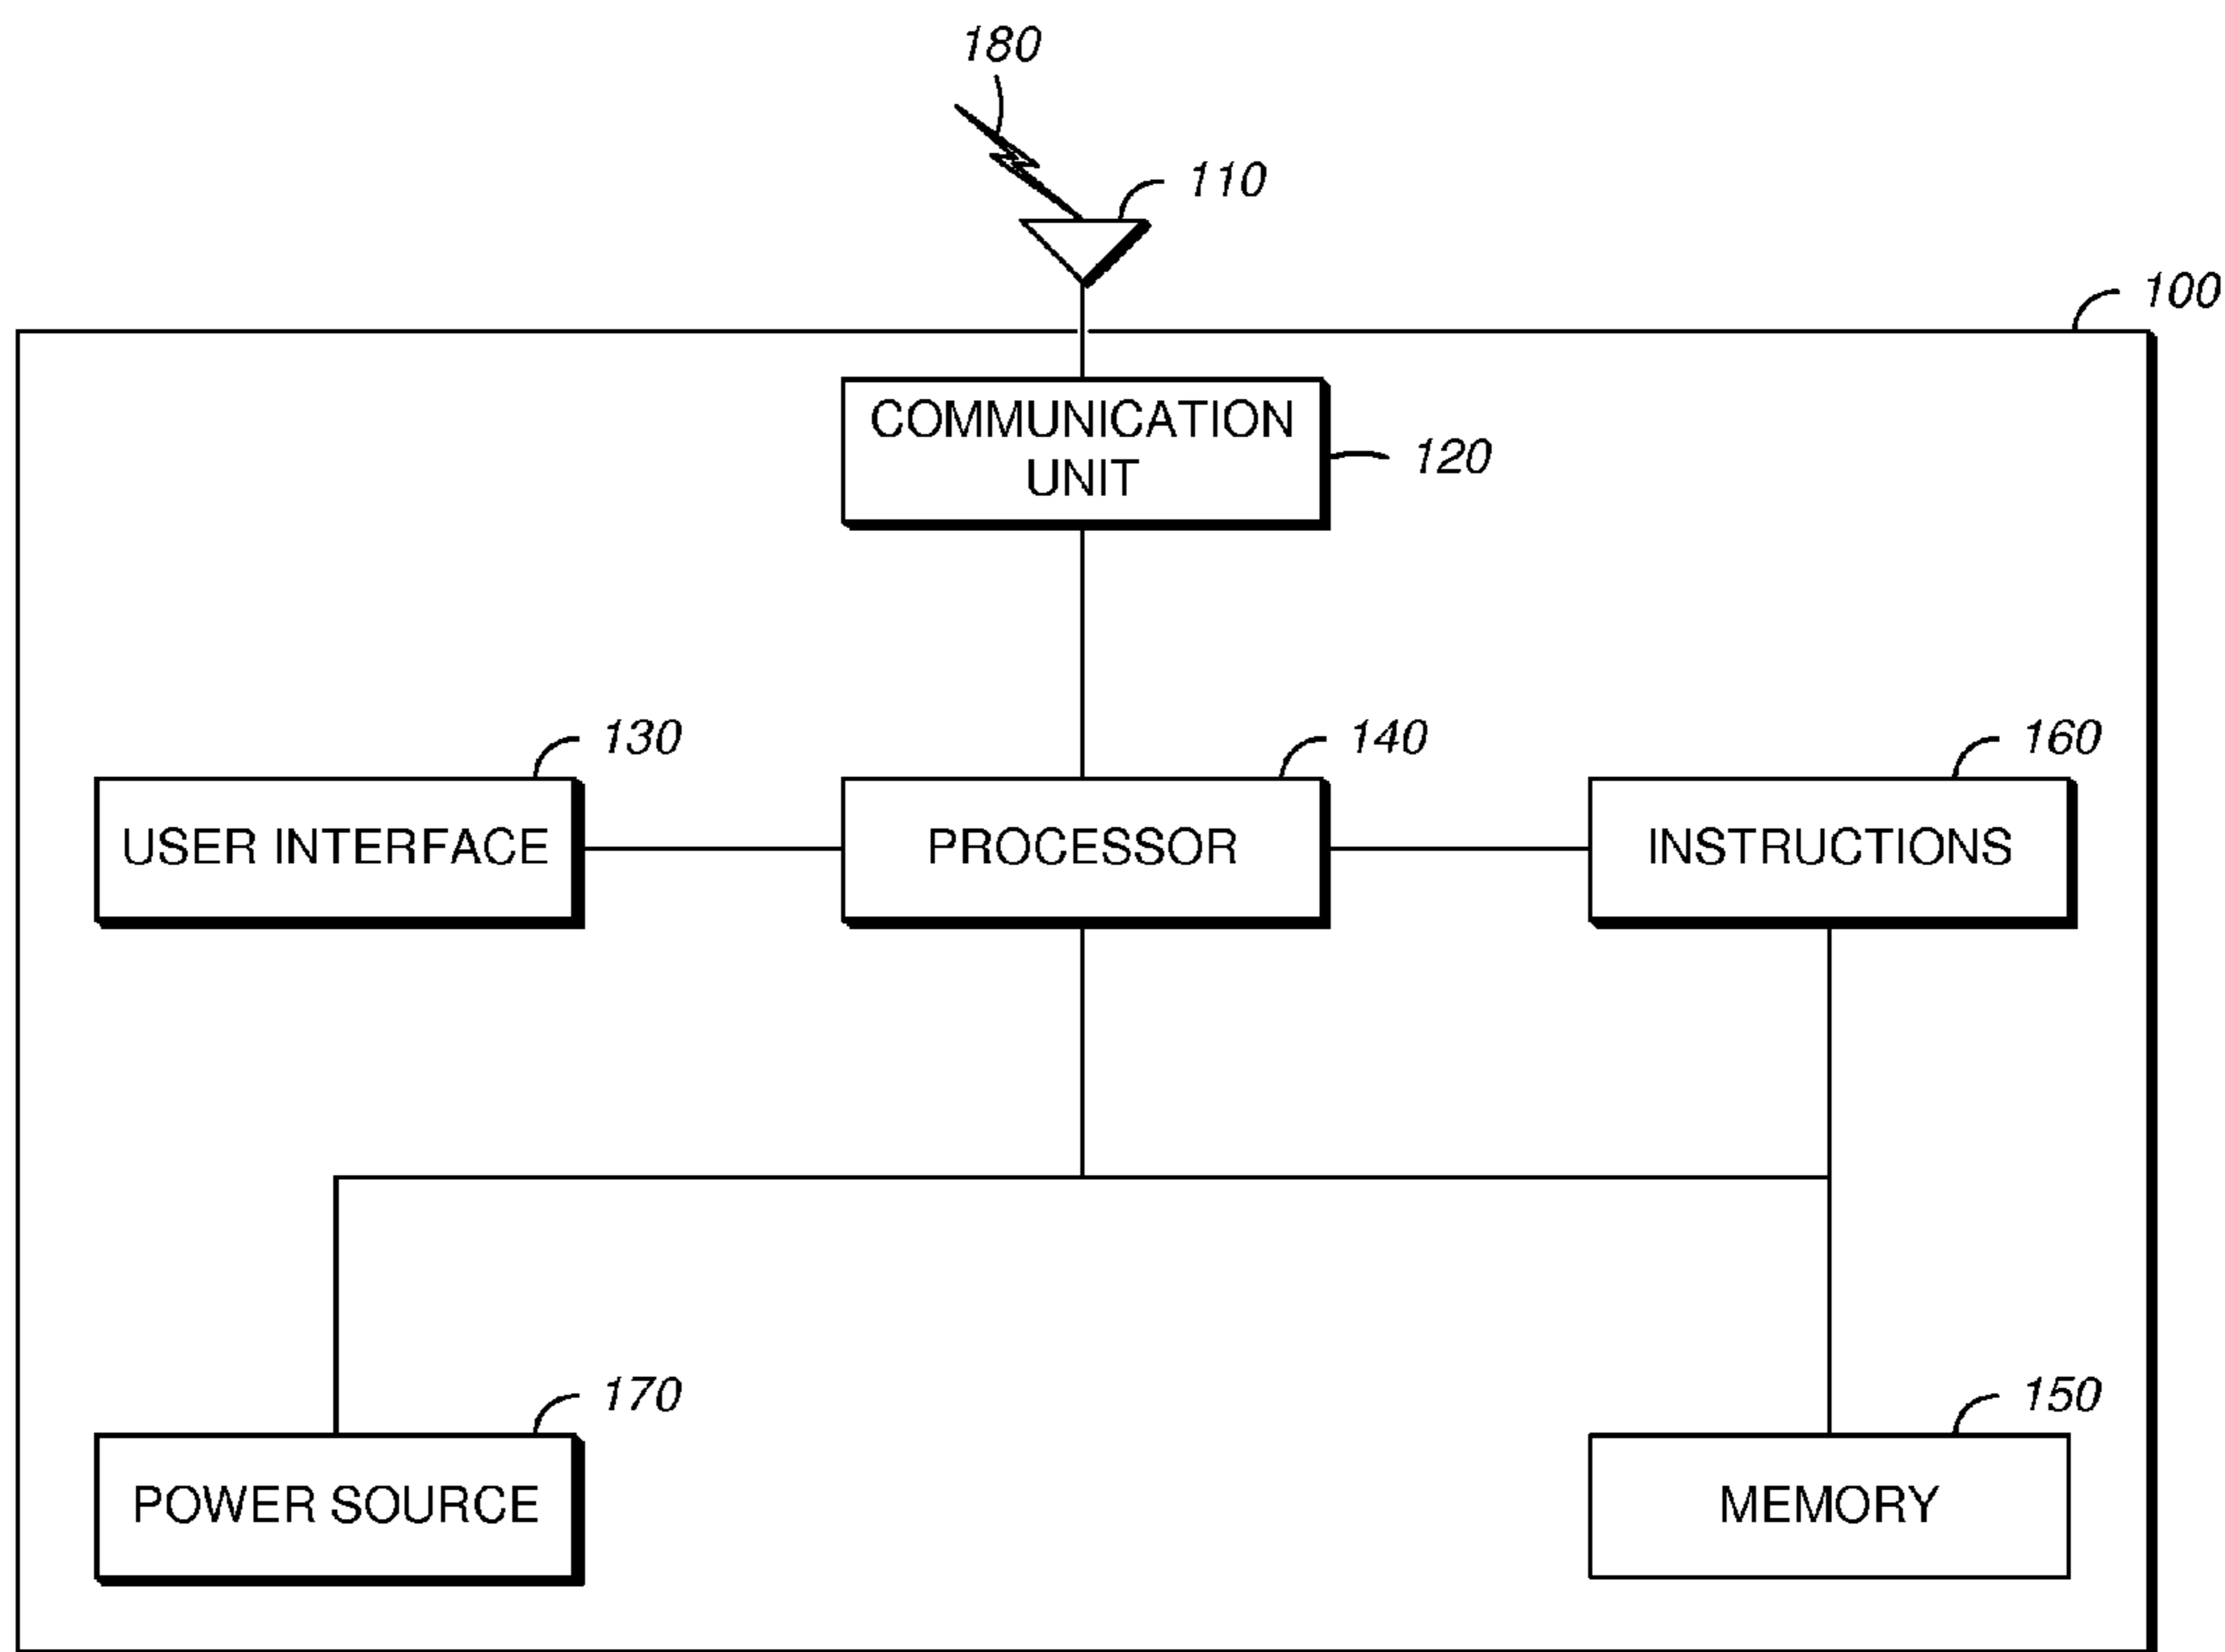 180
110
100
COMMUNICATION
UNIT
120
130
140
160
USER INTERFACE
PROCESSOR
INSTRUCTIONS
170
150
POWER SOURCE
MEMORY